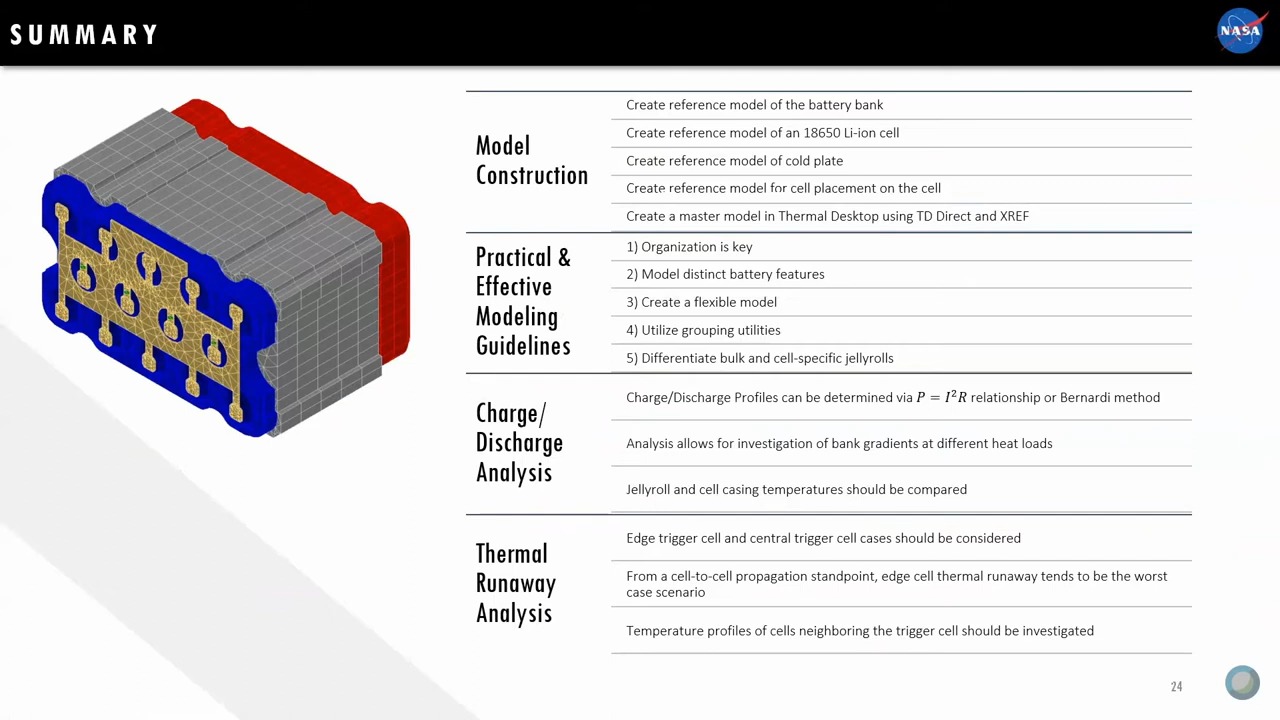 SUMMARY
NASA
Model
Construction
Create reference model of the battery bank
Create reference model of an 18650 Li-ion cell
Create reference model of cold plate
Create reference model for cell placement on the cell
Create a master model in Thermal Desktop using TD Direct and XREF
Practical &
Effective
Modeling
Guidelines
1) Organization is key
2) Model distinct battery features
3) Create a flexible model
4) Utilize grouping utilities
5) Differentiate bulk and cell-specific jellyrolls
Charge/
Discharge
Analysis
Charge/Discharge Profiles can be determined via P = I²R relationship or Bernardi method
Analysis allows for investigation of bank gradients at different heat loads
Jellyroll and cell casing temperatures should be compared
Thermal
Runaway
Analysis
Edge trigger cell and central trigger cell cases should be considered
From a cell-to-cell propagation standpoint, edge cell thermal runaway tends to be the worst
case scenario
Temperature profiles of cells neighboring the trigger cell should be investigated
24